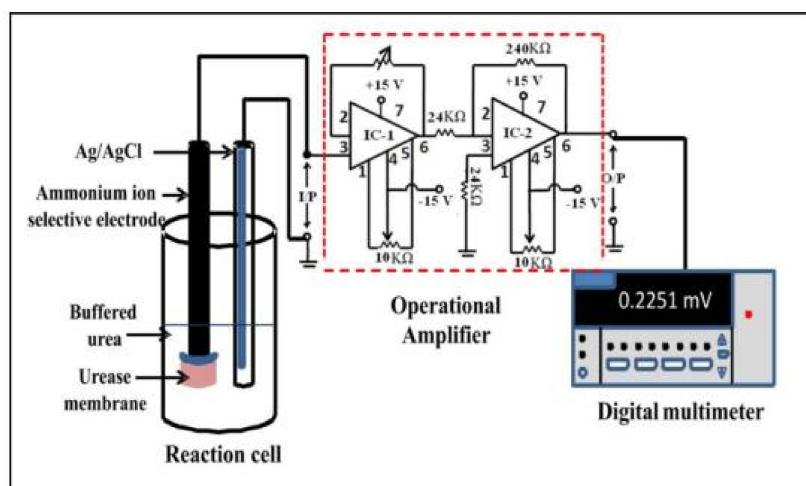 Ag/AgCl
Ammonium ion
selective electrode
Buffered
urea
Urease
membrane
Reaction cell
I/P
+15 V
2
7
IC-1
3
1
4
5
6
-15 V
10KΩ
24KΩ
240KΩ
+15 V
2
7
IC-2
3
1
4
5
6
24KΩ
-15 V
10KΩ
O/P
Operational
Amplifier
0.2251 mV
Digital multimeter